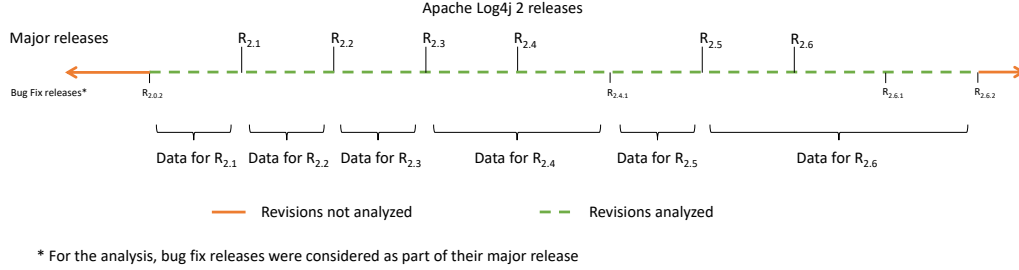 Apache Log4j 2 releases
Major releases
R2.1 R2.2 R2.3 R2.4 R2.5 R2.6
Bug Fix releases* R2.0.2 R2.4.1 R2.6.1 R2.6.2
Data for R2.1 Data for R2.2 Data for R2.3 Data for R2.4 Data for R2.5 Data for R2.6
Revisions not analyzed Revisions analyzed
* For the analysis, bug fix releases were considered as part of their major release